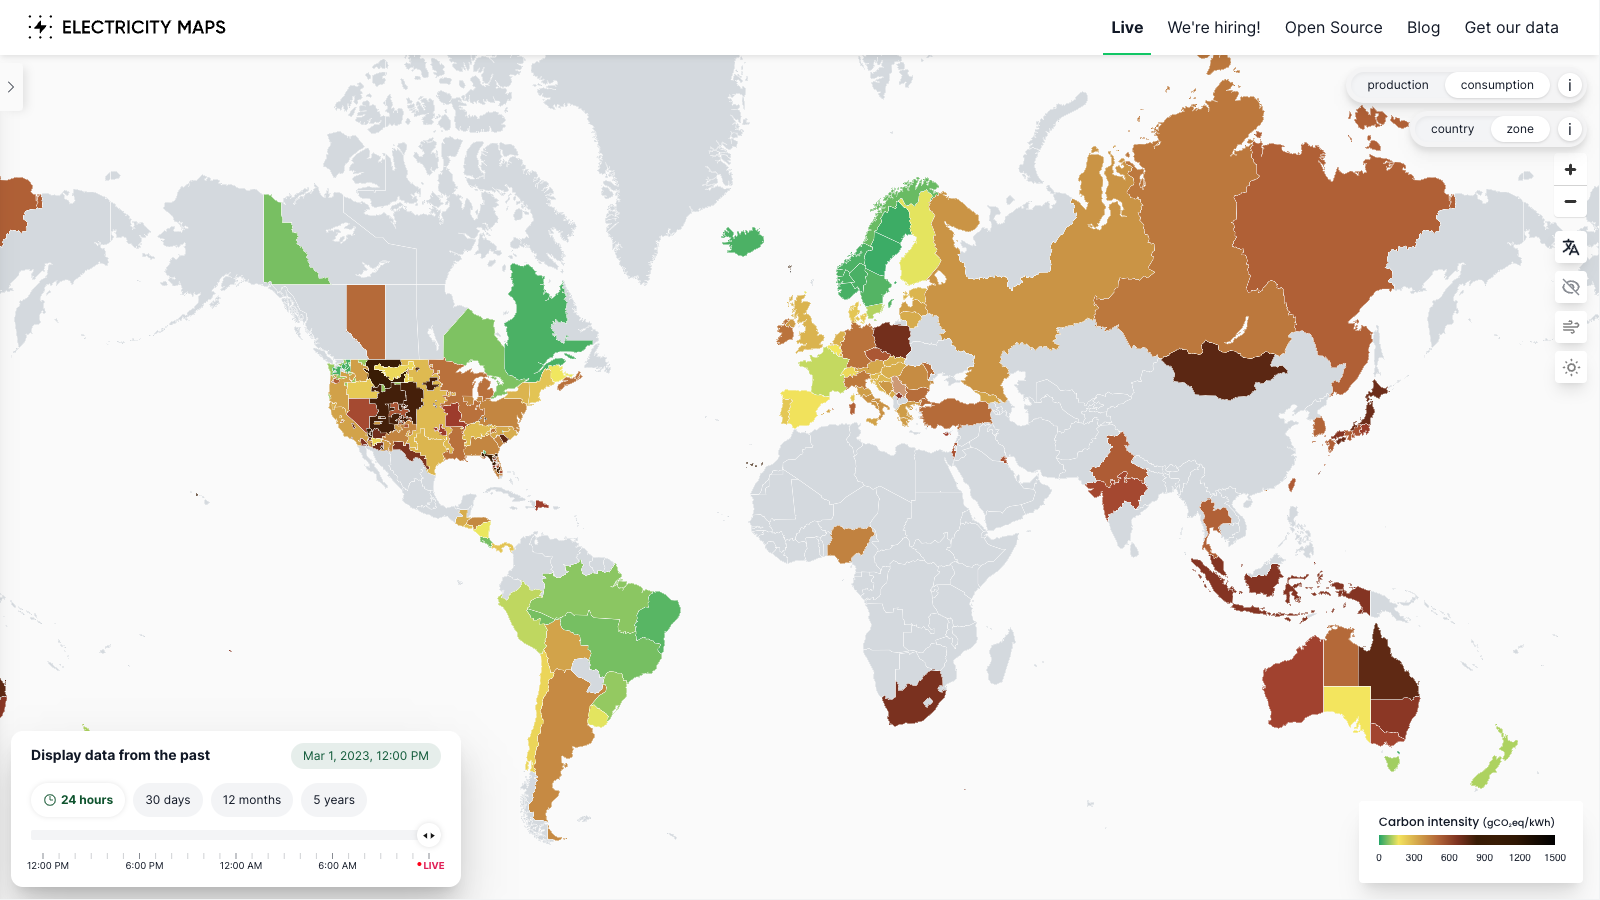 ELECTRICITY MAPS
Live We're hiring! Open Source Blog Get our data
production consumption i
country zone i
Display data from the past Mar 1, 2023, 12:00 PM
24 hours 30 days 12 months 5 years
12:00 PM 6:00 PM 12:00 AM 6:00 AM LIVE
Carbon intensity (gCO₂eq/kWh)
0 300 600 900 1200 1500